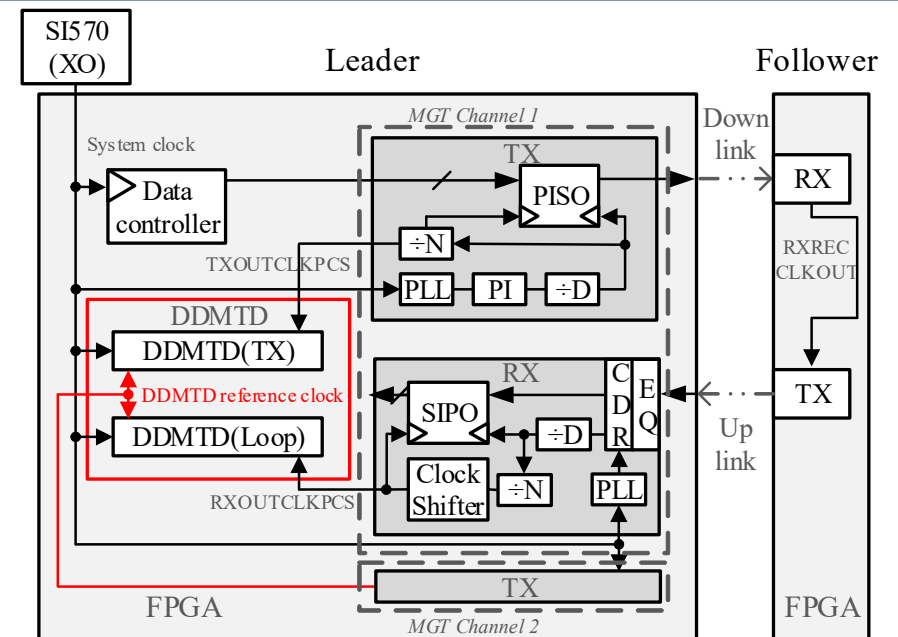 SI570
(XO)
Leader
Follower
MGT Channel 1
Down
link
System clock
TX
Data
controller
PISO
RX
÷N
TXOUTCLKPCS
RXREC
CLKOUT
PLL
PI
÷D
DDMTD
DDMTD(TX)
DDMTD reference clock
DDMTD(Loop)
RX
C
D
R
E
Q
SIPO
÷D
TX
Up
link
Clock
Shifter
÷N
PLL
RXOUTCLKPCS
TX
FPGA
FPGA
MGT Channel 2